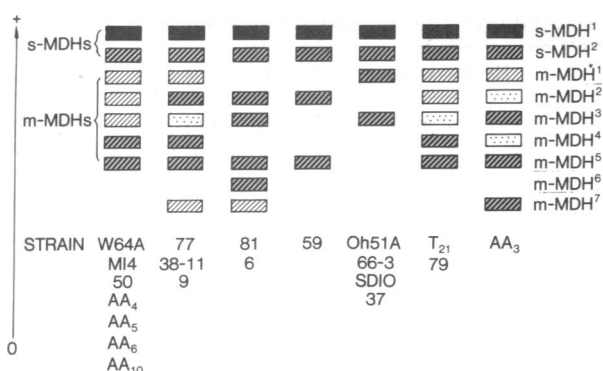 +
s-MDHs
s-MDH¹
s-MDH²
m-MDH¹
m-MDH²
m-MDHs
m-MDH³
m-MDH⁴
m-MDH⁵
m-MDH⁶
m-MDH⁷
STRAIN W64A 77 81 59 Oh51A T₂₁ AA₃
MI4 38-11 6 66-3 79
50 9 SDIO
AA₄ 37
AA₅
0 AA₆
AA₁₀